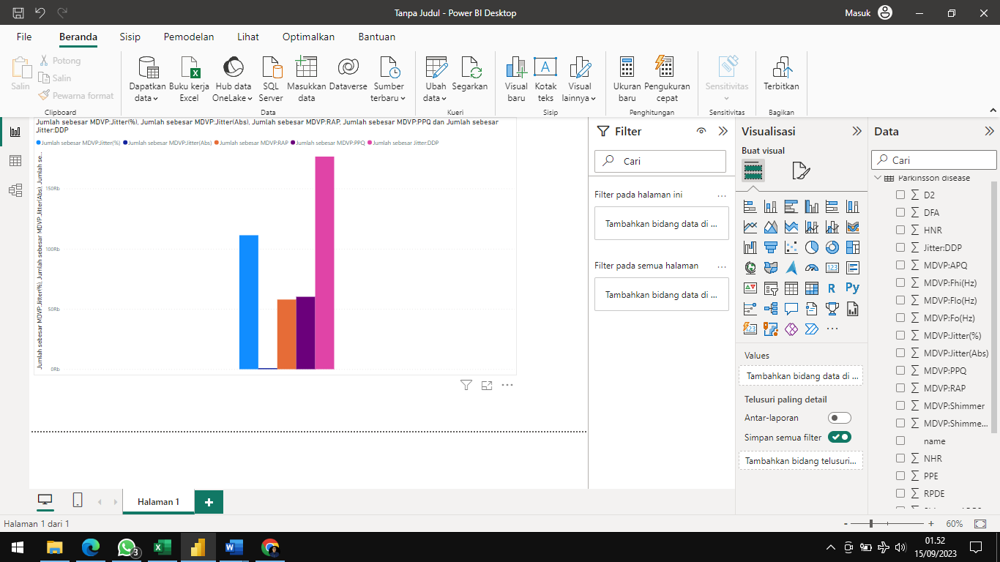 Tanpa Judul - Power BI Desktop
Masuk
File
Beranda
Sisip
Pemodelan
Lihat
Optimalkan
Bantuan
Salin
Potong
Salin
Pewarna format
Clipboard
Dapatkan data
Buku kerja Excel
Hub data OneLake
SQL Server
Masukkan data
Dataverse
Sumber terbaru
Data
Ubah data
Segarkan
Kueri
Visual baru
Kotak teks
Visual lainnya
Sisip
Ukuran baru
Pengukuran cepat
Penghitungan
Sensitivitas
Sensitivitas
Terbitkan
Bagikan
Jumlah sebesar MDVP:Jitter(%), Jumlah sebesar MDVP:Jitter(Abs), Jumlah sebesar MDVP:RAP, Jumlah sebesar MDVP:PPQ dan Jumlah sebesar
Jitter:DDP
Jumlah sebesar MDVP:Jitter(%) Jumlah sebesar MDVP:Jitter(Abs) Jumlah sebesar MDVP:RAP Jumlah sebesar MDVP:PPQ Jumlah sebesar Jitter:DDP
Jumlah sebesar MDVP:Jitter(%), Jumlah sebesar MDVP:Jitter(Abs), Jumlah se...
150Rb
100Rb
50Rb
0Rb
Filter
Cari
Filter pada halaman ini
Tambahkan bidang data di ...
Filter pada semua halaman
Tambahkan bidang data di ...
Visualisasi
Buat visual
123
R
Py
123
Values
Tambahkan bidang data di ...
Telusuri paling detail
Antar-laporan
Simpan semua filter
Tambahkan bidang telusuri...
Data
Cari
Parkinsson disease
D2
DFA
HNR
Jitter:DDP
MDVP:APQ
MDVP:Fhi(Hz)
MDVP:Flo(Hz)
MDVP:Fo(Hz)
MDVP:Jitter(%)
MDVP:Jitter(Abs)
MDVP:PPQ
MDVP:RAP
MDVP:Shimmer
MDVP:Shimme...
name
NHR
PPE
RPDE
Halaman 1
Halaman 1 dari 1
60%
3
01.52
15/09/2023